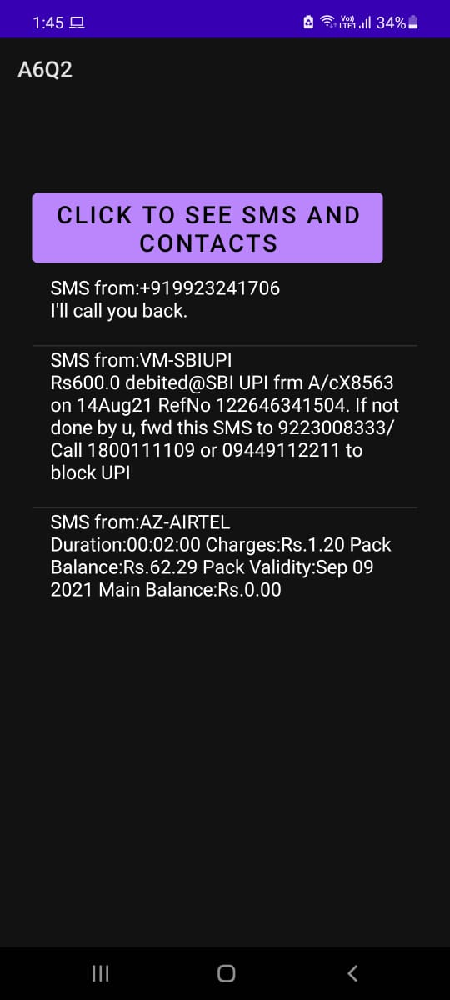 1:45 Vo)) LTE1 34%
A6Q2
CLICK TO SEE SMS AND
CONTACTS
SMS from:+919923241706
I'll call you back.
SMS from:VM-SBIUPI
Rs600.0 debited@SBI UPI frm A/cX8563
on 14Aug21 RefNo 122646341504. If not
done by u, fwd this SMS to 9223008333/
Call 1800111109 or 09449112211 to
block UPI
SMS from:AZ-AIRTEL
Duration:00:02:00 Charges:Rs.1.20 Pack
Balance:Rs.62.29 Pack Validity:Sep 09
2021 Main Balance:Rs.0.00